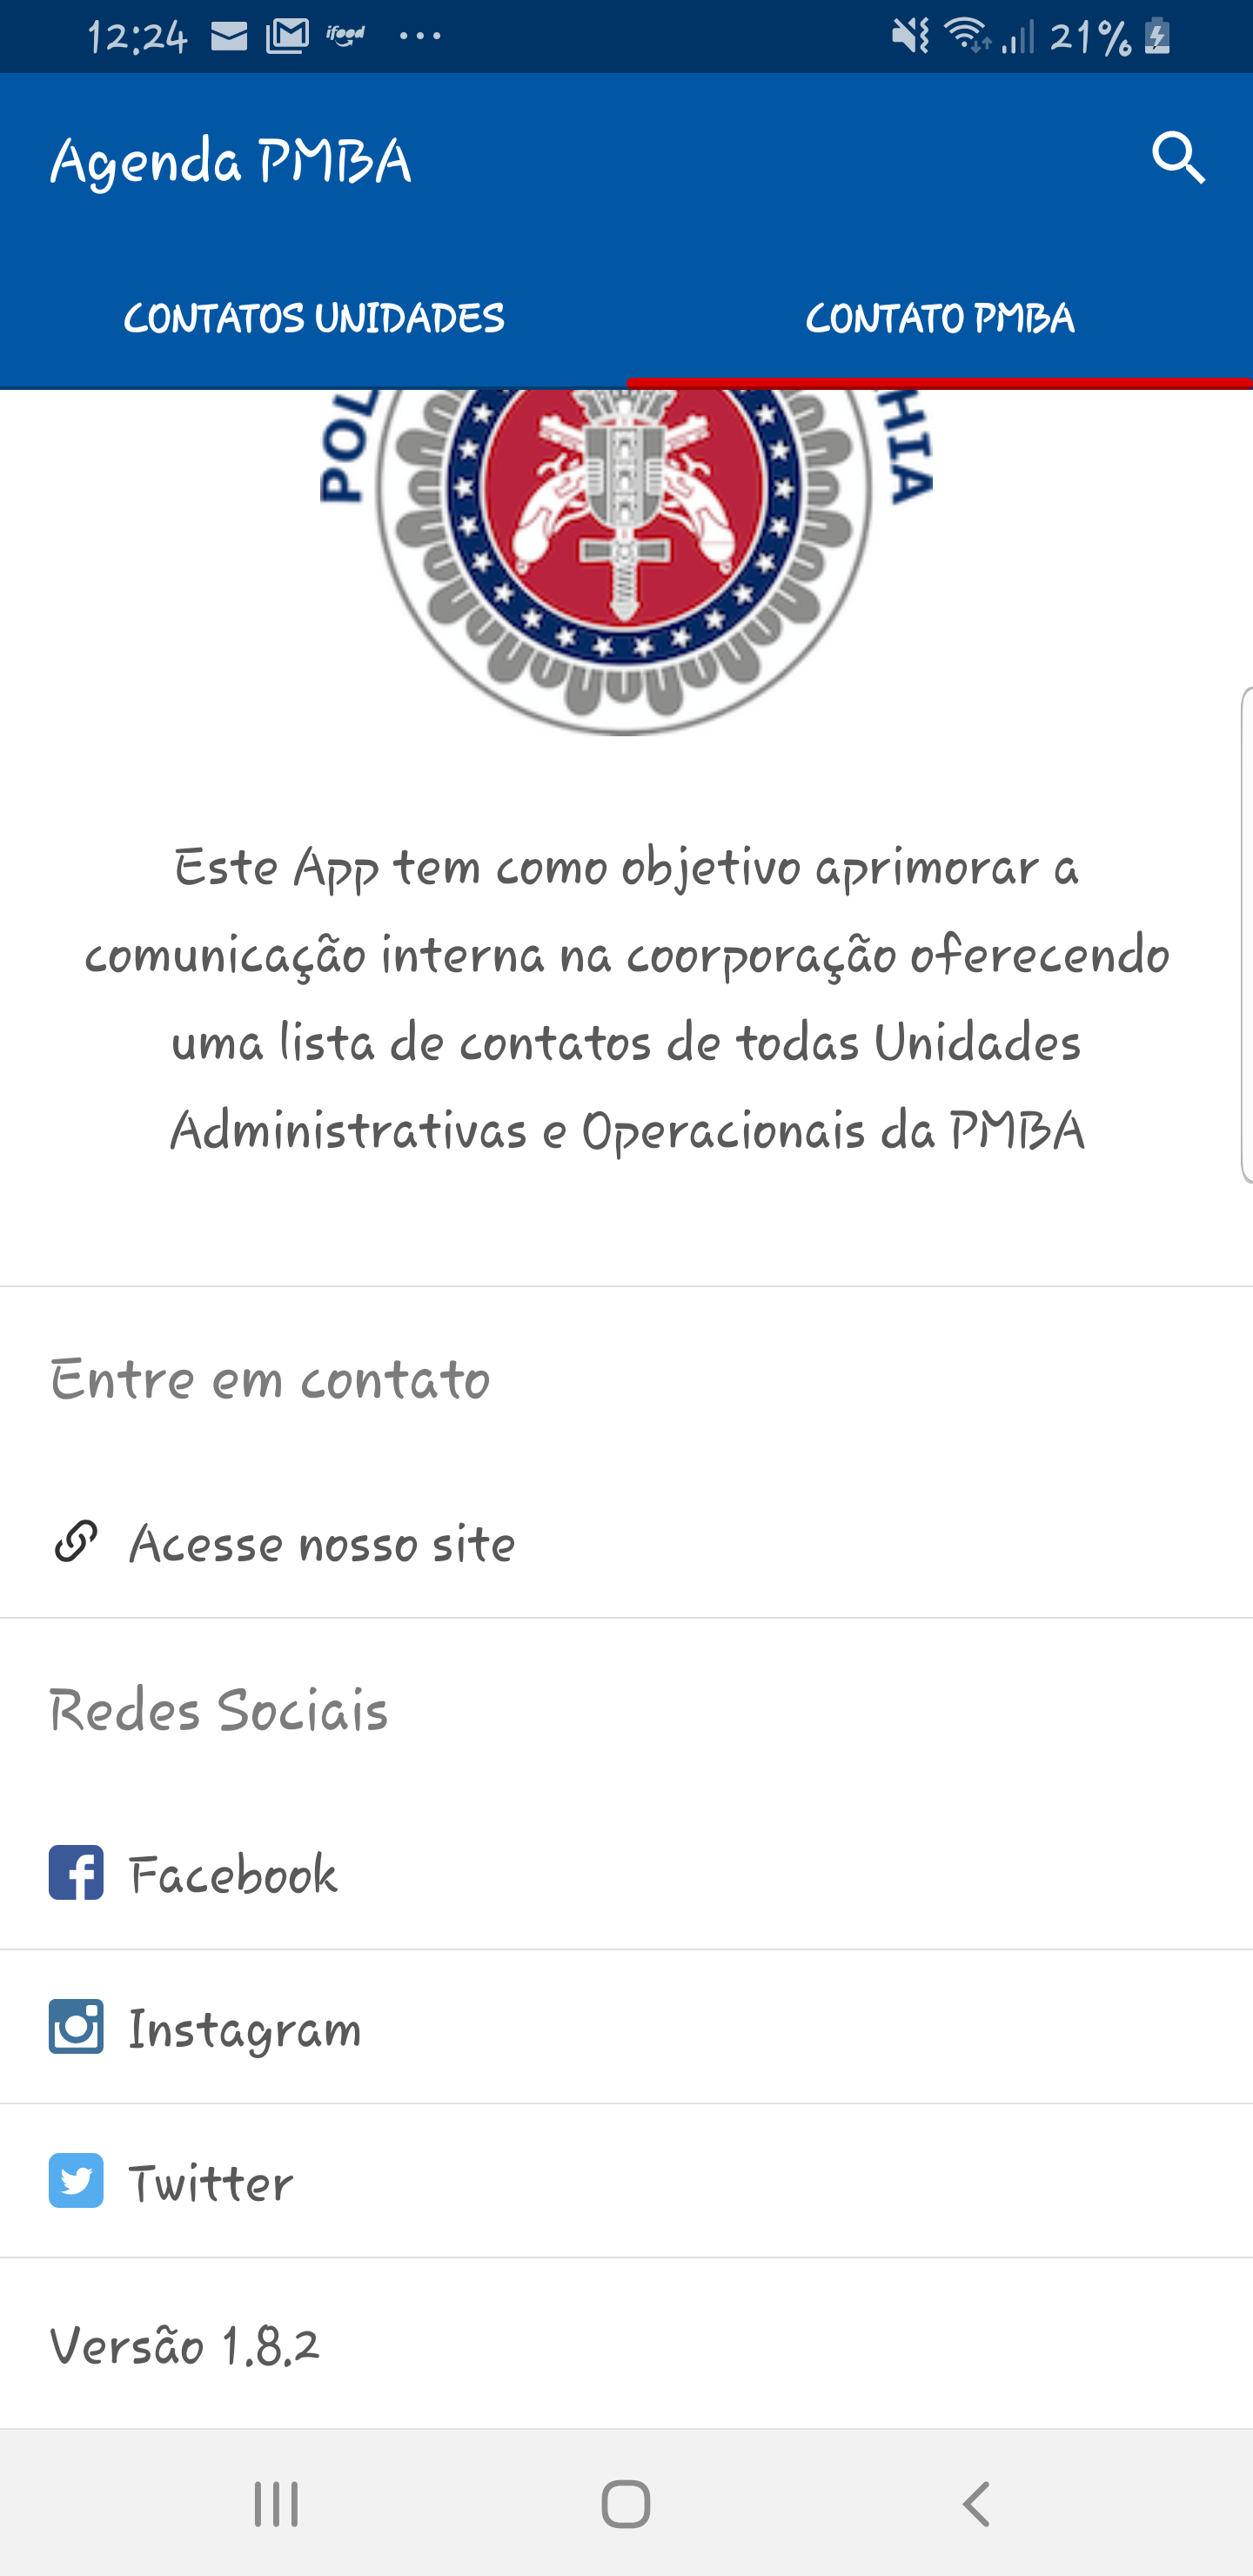 12:24 ifood 21%
Agenda PMBA
CONTATOS UNIDADES CONTATO PMBA
POL HIA
Este App tem como objetivo aprimorar a
comunicação interna na coorporação oferecendo
uma lista de contatos de todas Unidades
Administrativas e Operacionais da PMBA
Entre em contato
Acesse nosso site
Redes Sociais
Facebook
Instagram
Twitter
Versão 1.8.2